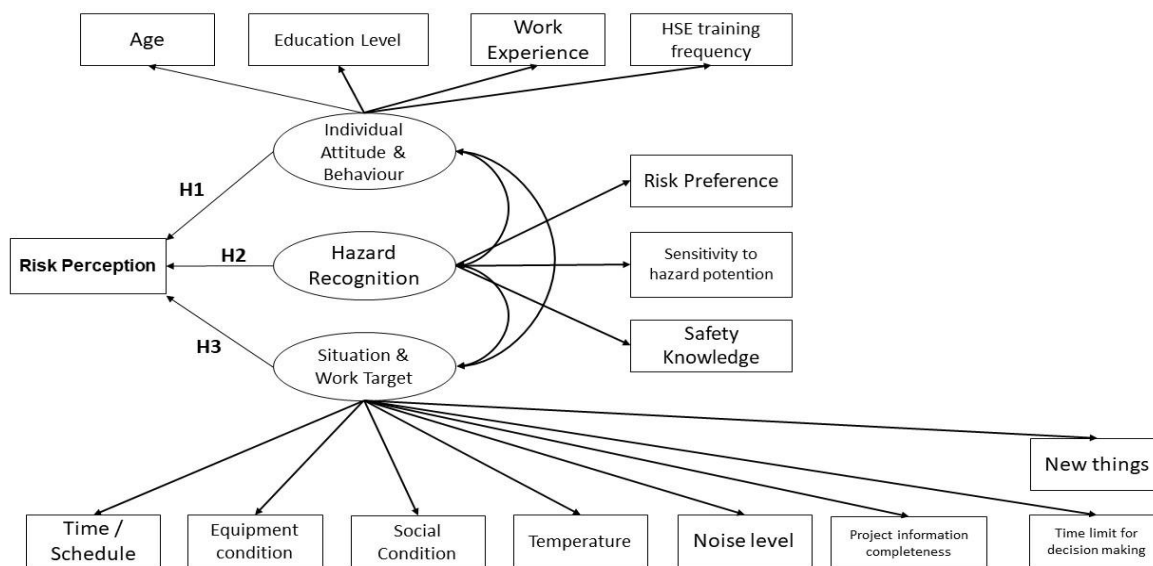 Age
Education Level
Work
Experience
HSE training
frequency
Individual
Attitude &
Behaviour
H1
Risk Preference
Risk Perception
H2
Hazard
Recognition
Sensitivity to
hazard potention
H3
Safety
Knowledge
Situation &
Work Target
New things
Time /
Schedule
Equipment
condition
Social
Condition
Temperature
Noise level
Project information
completeness
Time limit for
decision making